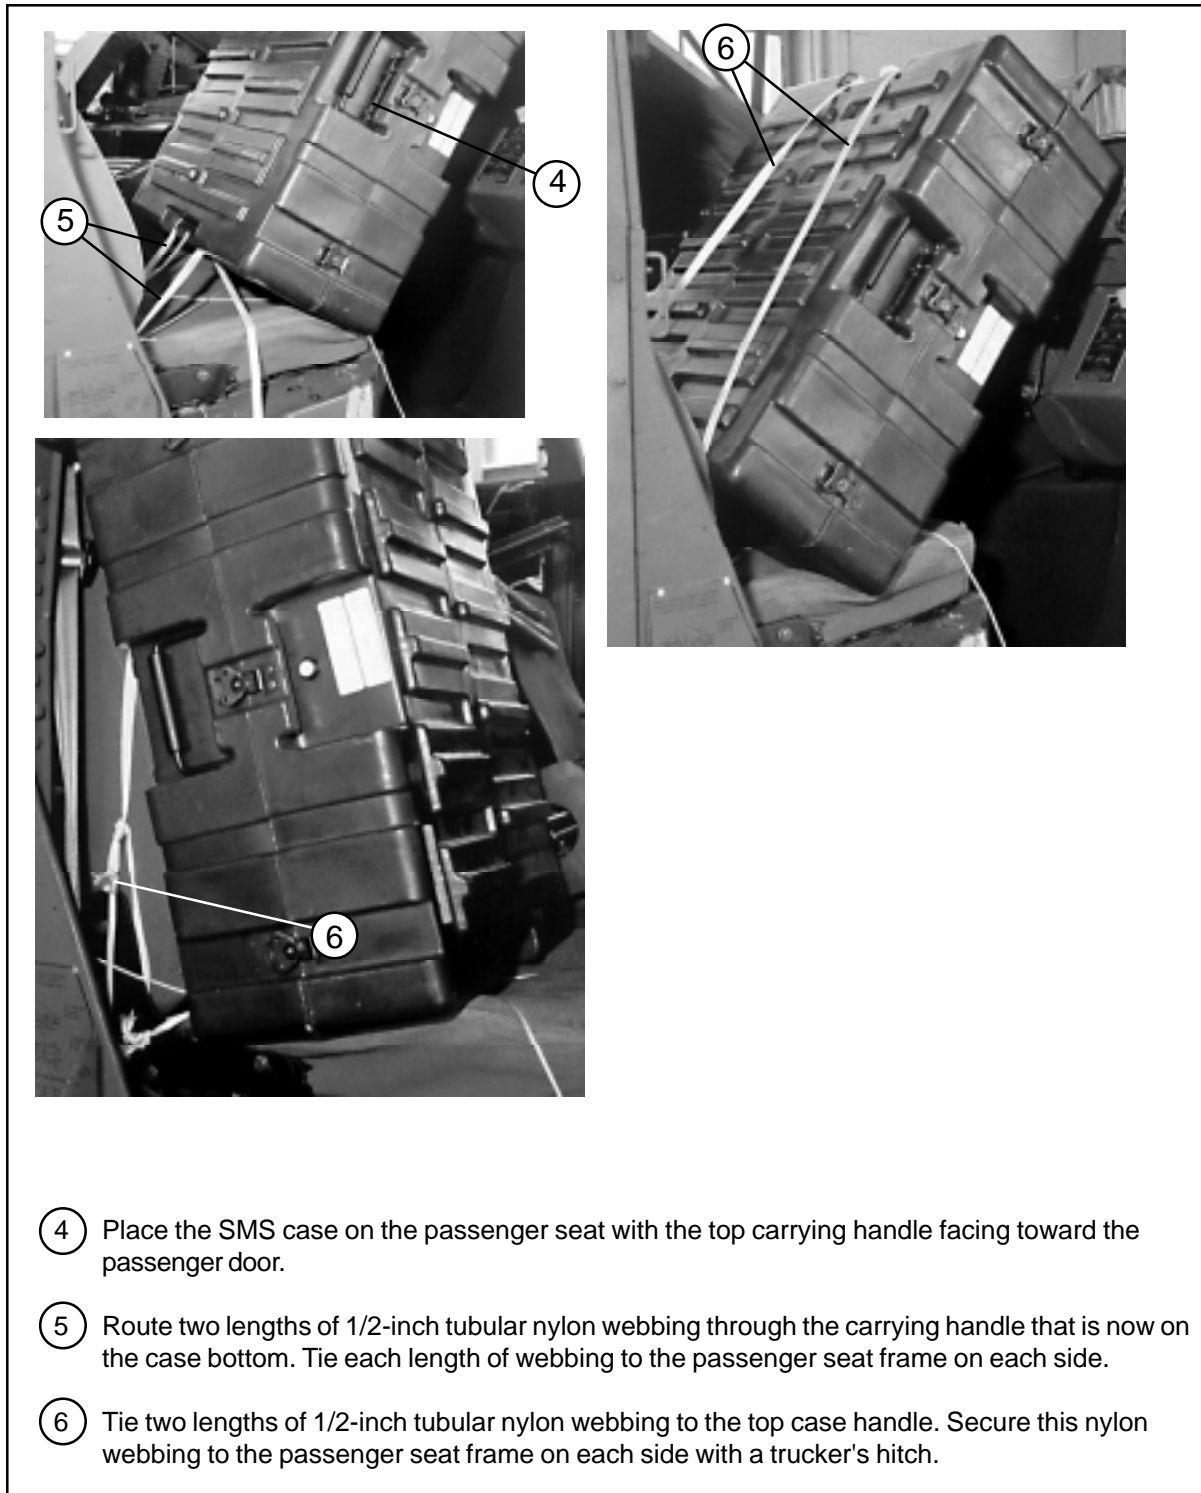 4
5
6
6
4 Place the SMS case on the passenger seat with the top carrying handle facing toward the
passenger door.
5 Route two lengths of 1/2-inch tubular nylon webbing through the carrying handle that is now on
the case bottom. Tie each length of webbing to the passenger seat frame on each side.
6 Tie two lengths of 1/2-inch tubular nylon webbing to the top case handle. Secure this nylon
webbing to the passenger seat frame on each side with a trucker's hitch.